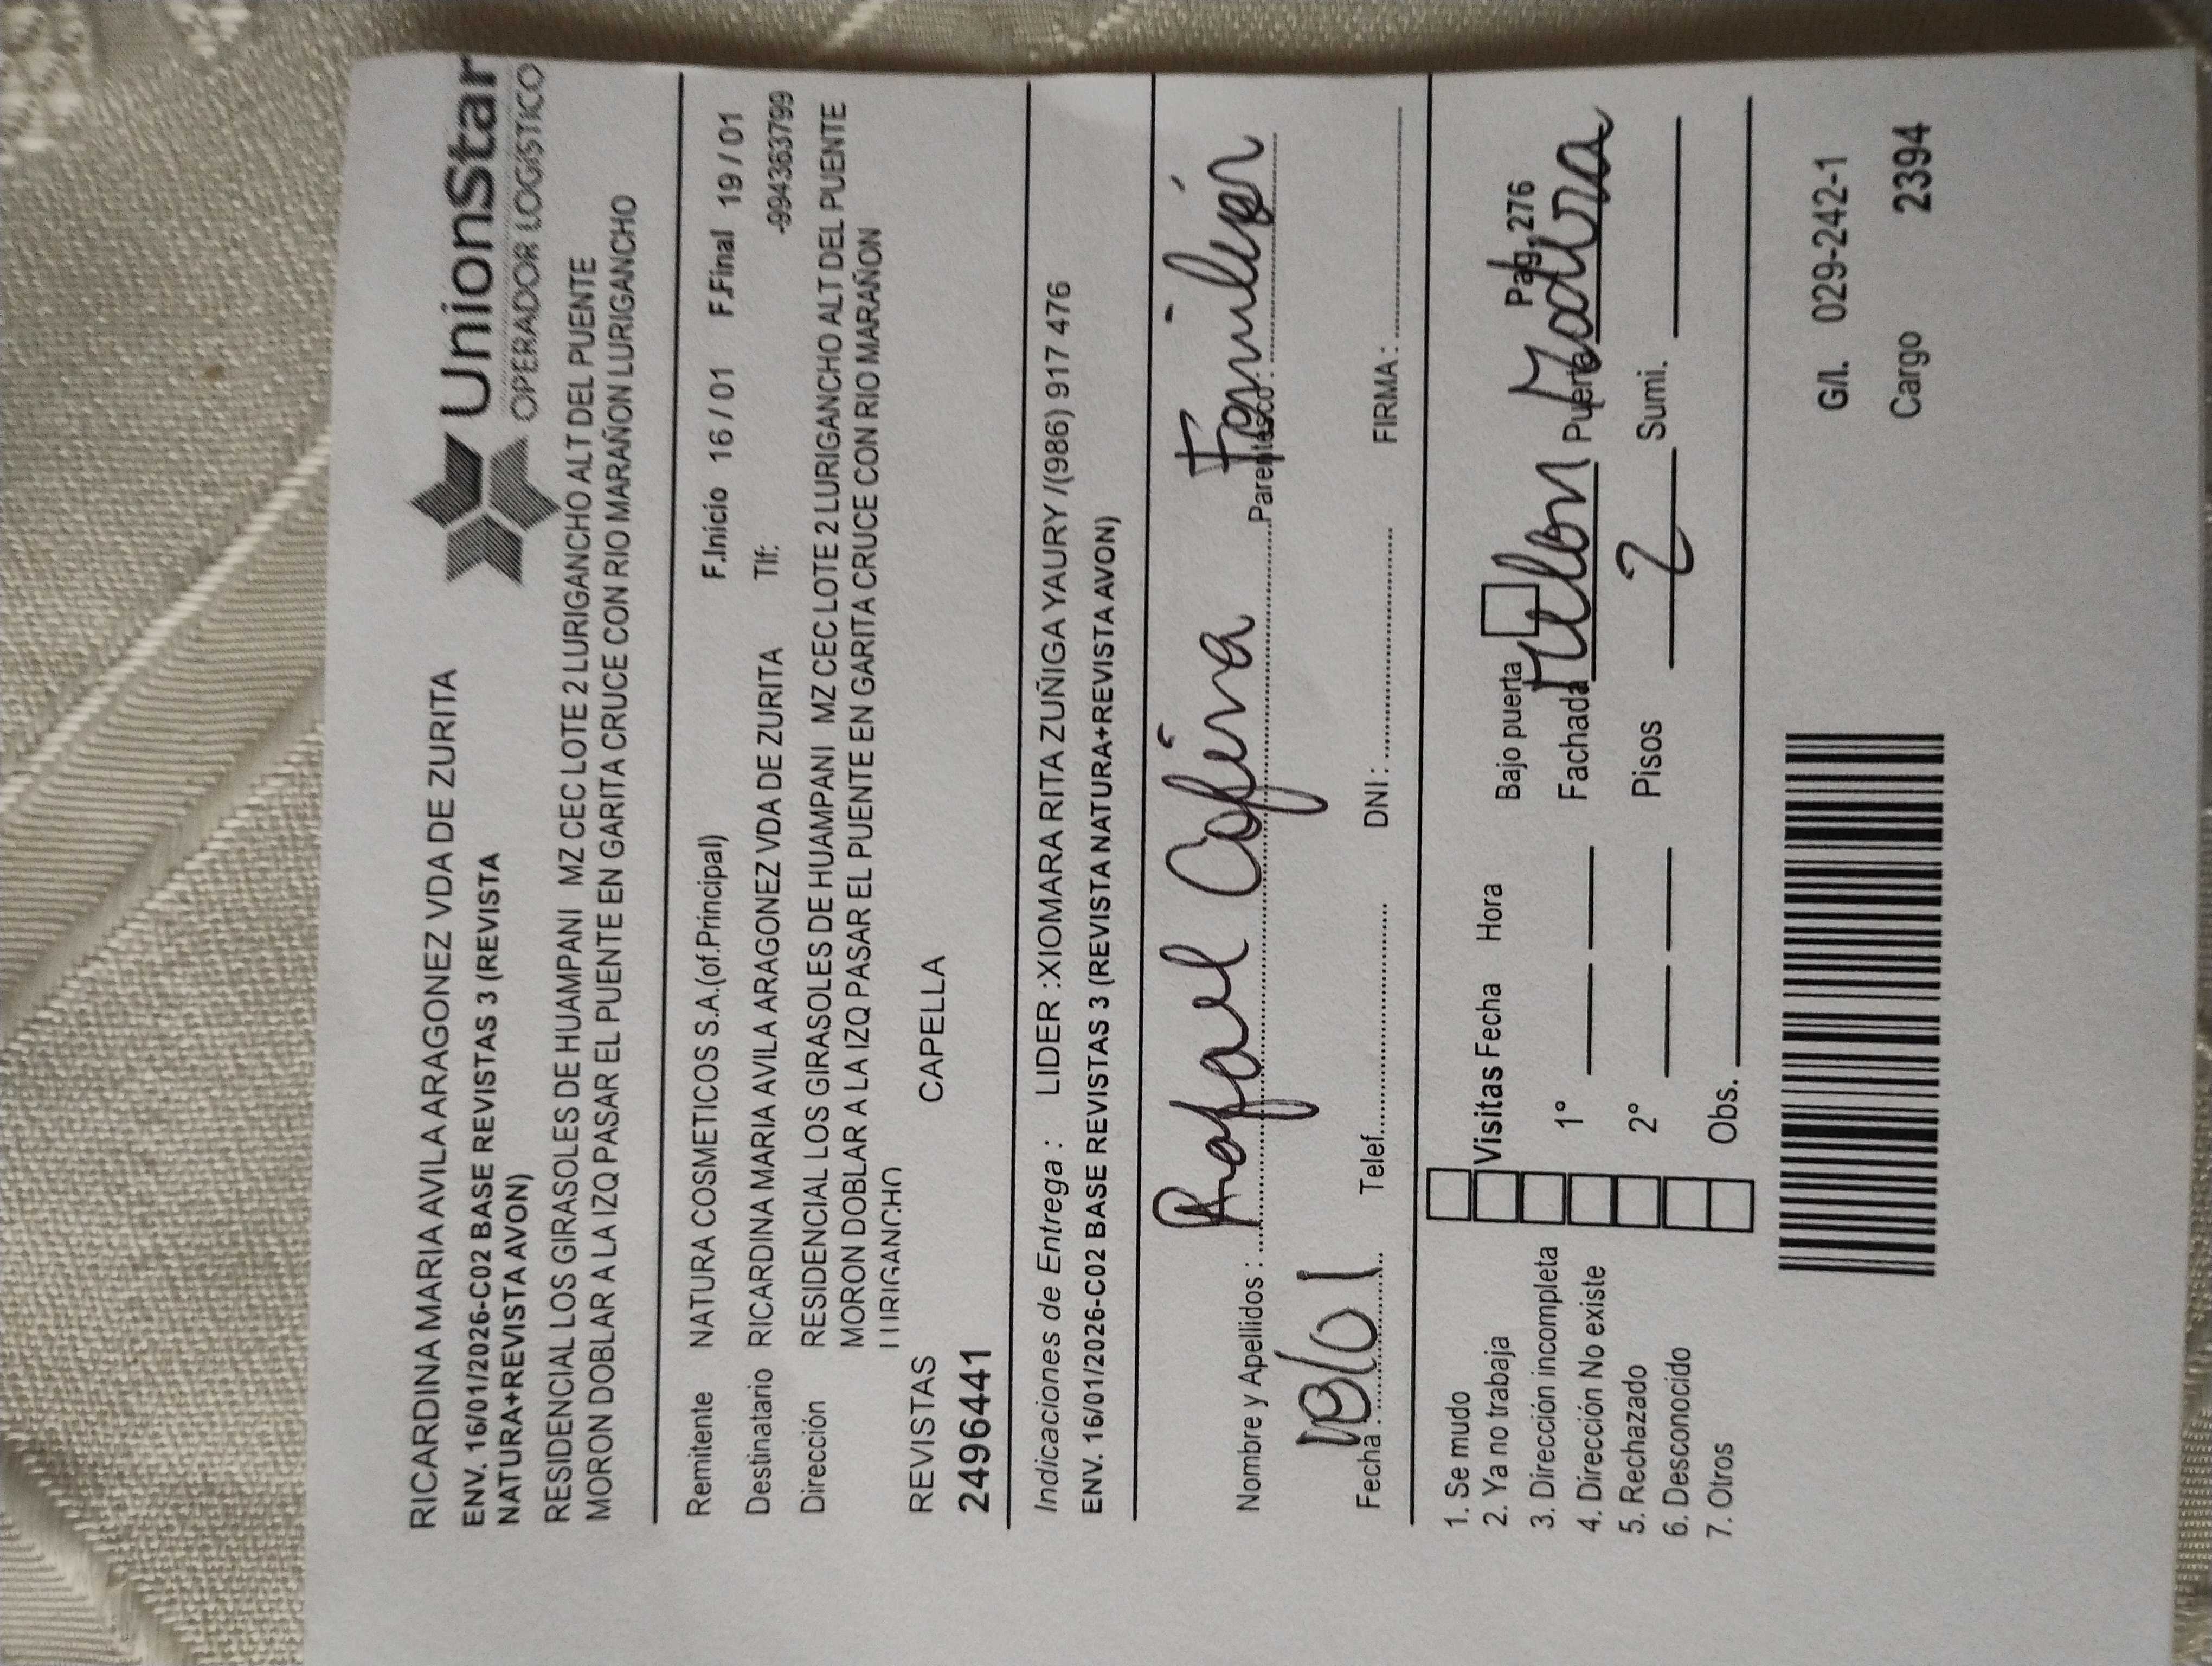 RICARDINA MARIA AVILA ARAGONEZ VDA DE ZURITA
UnionStar
OPERADOR LOGÍSTICO
ENV. 16/01/2026-C02 BASE REVISTAS 3 (REVISTA
NATURA+REVISTA AVON)
RESIDENCIAL LOS GIRASOLES DE HUAMPANI MZ CEC LOTE 2 LURIGANCHO ALT DEL PUENTE
MORON DOBLAR A LA IZQ PASAR EL PUENTE EN GARITA CRUCE CON RIO MARAÑON LURIGANCHO
Remitente NATURA COSMETICOS S.A.(of.Principal) F.Inicio 16 / 01 F.Final 19 / 01
Destinatario RICARDINA MARIA AVILA ARAGONEZ VDA DE ZURITA Tlf: -994363799
Dirección RESIDENCIAL LOS GIRASOLES DE HUAMPANI MZ CEC LOTE 2 LURIGANCHO ALT DEL PUENTE
MORON DOBLAR A LA IZQ PASAR EL PUENTE EN GARITA CRUCE CON RIO MARAÑON
LURIGANCHO
REVISTAS CAPELLA
2496441
Indicaciones de Entrega : LIDER :XIOMARA RITA ZUÑIGA YAURY /(986) 917 476
ENV. 16/01/2026-C02 BASE REVISTAS 3 (REVISTA NATURA+REVISTA AVON)
Nombre y Apellidos : Rafael Parentesco : Familiar
Fecha : Telef. DNI : FIRMA :
1. Se mudo
2. Ya no trabaja Visitas Fecha Hora Bajo puerta Pag. 276
3. Dirección incompleta
4. Dirección No existe 1° Fachada Puerta
5. Rechazado
6. Desconocido 2° Pisos 2 Sumi.
7. Otros Obs.
G/l. 029-242-1
Cargo 2394